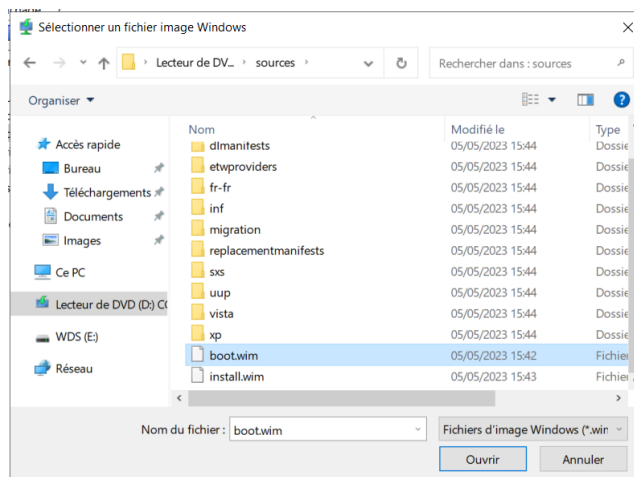 Sélectionner un fichier image Windows
Lecteur de DV... › sources ›
Rechercher dans : sources
Organiser
Nom Modifié le Type
Accès rapide
Bureau
Téléchargements
Documents
Images
Ce PC
Lecteur de DVD (D:)
WDS (E:)
Réseau
dlmanifests 05/05/2023 15:44 Dossie
etwproviders 05/05/2023 15:44 Dossie
fr-fr 05/05/2023 15:44 Dossie
inf 05/05/2023 15:44 Dossie
migration 05/05/2023 15:44 Dossie
replacementmanifests 05/05/2023 15:44 Dossie
sxs 05/05/2023 15:44 Dossie
uup 05/05/2023 15:44 Dossie
vista 05/05/2023 15:44 Dossie
xp 05/05/2023 15:44 Dossie
boot.wim 05/05/2023 15:42 Fichier
install.wim 05/05/2023 15:43 Fichier
Nom du fichier : boot.wim
Fichiers d'image Windows (*.wim
Ouvrir Annuler